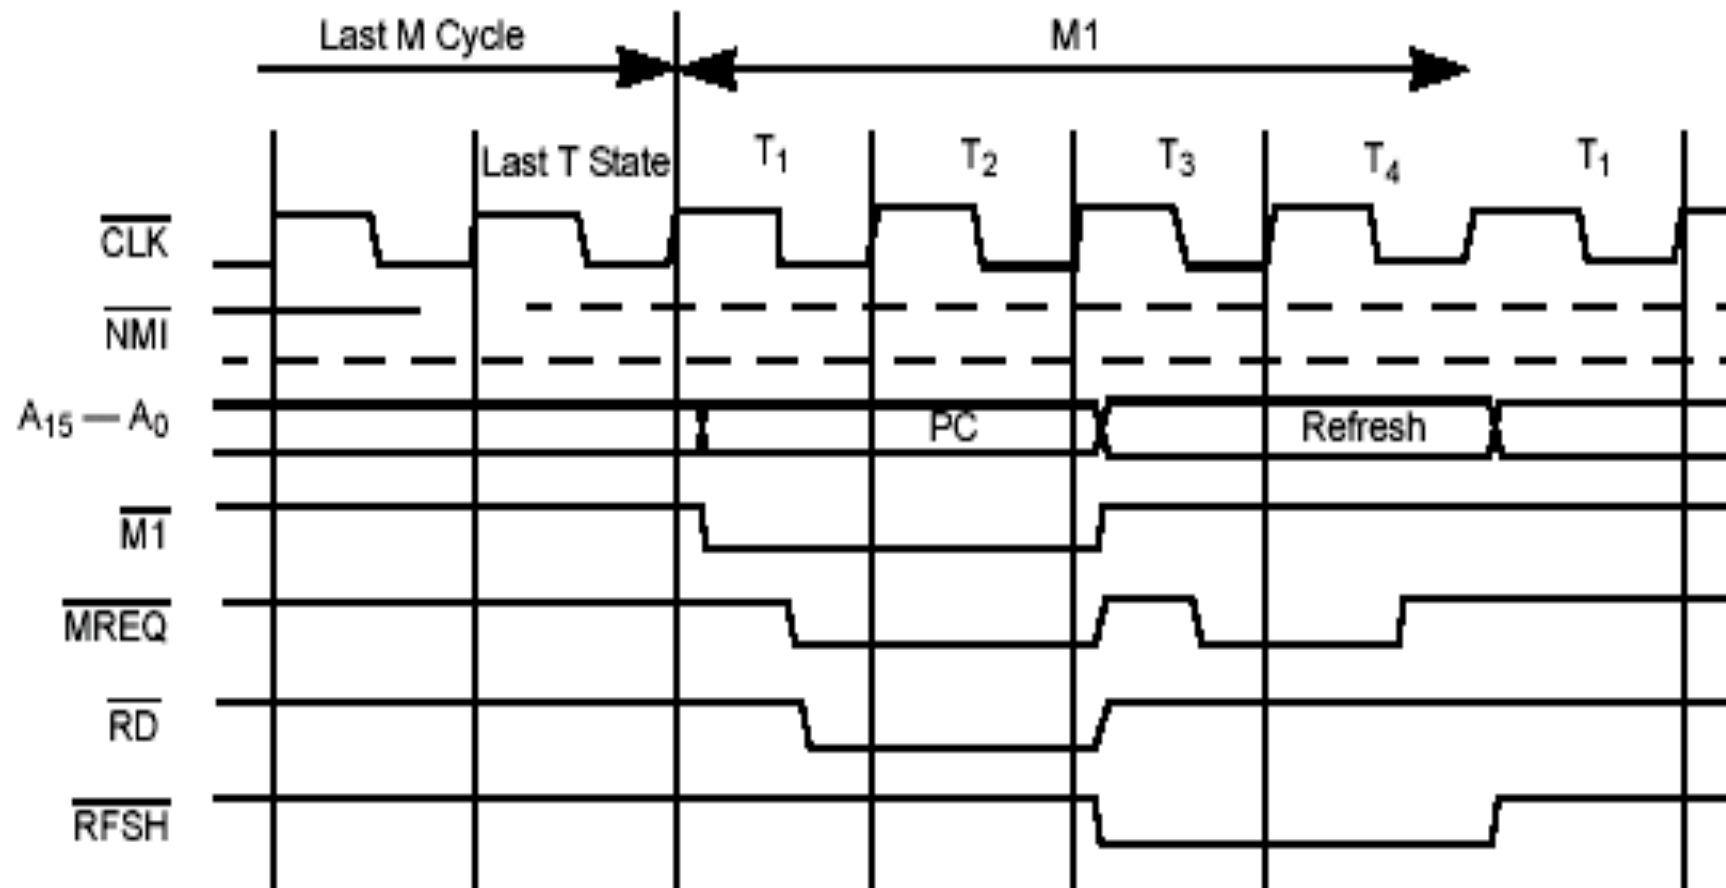 Last M Cycle M1
Last T State T1 T2 T3 T4 T1
CLK
NMI
A15 — A0 PC Refresh
M1
MREQ
RD
RFSH